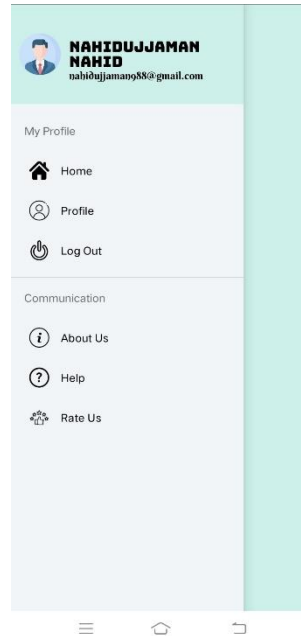 NAHIDUJJAMAN
NAHID
nahidujjaman988@gmail.com
My Profile
Home
Profile
Log Out
Communication
About Us
Help
Rate Us